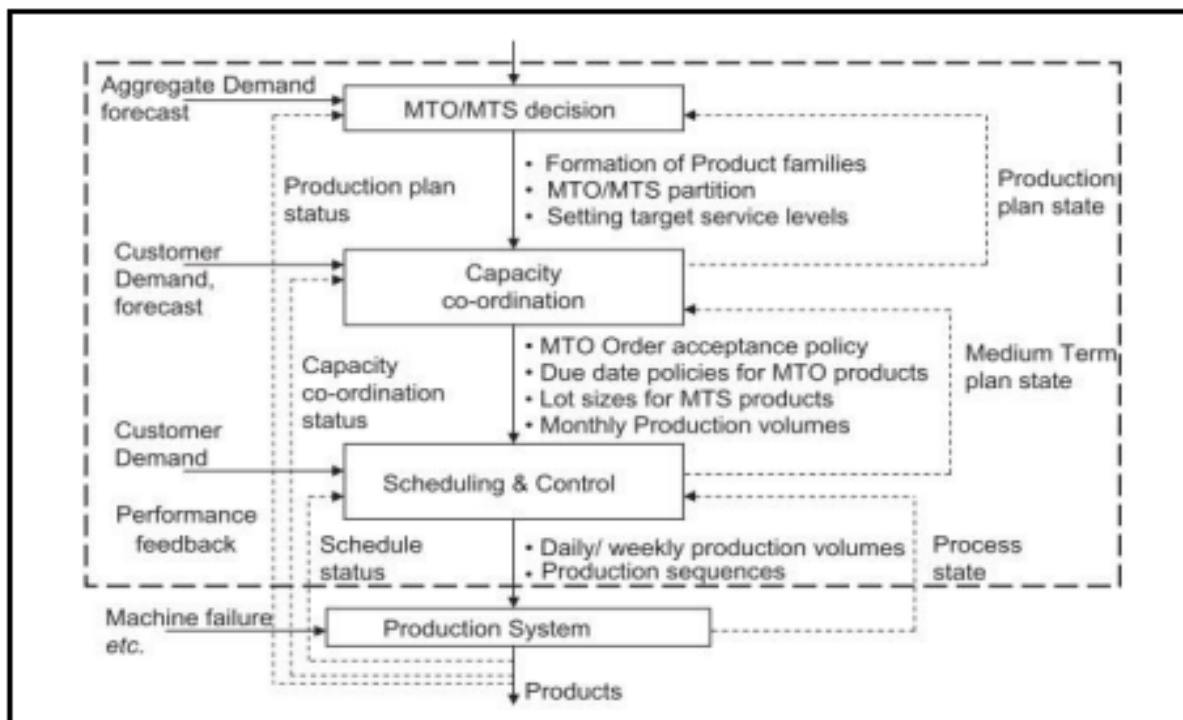 Aggregate Demand
forecast
MTO/MTS decision
• Formation of Product families
• MTO/MTS partition
• Setting target service levels
Production plan
status
Production
plan state
Customer
Demand,
forecast
Capacity
co-ordination
• MTO Order acceptance policy
• Due date policies for MTO products
• Lot sizes for MTS products
• Monthly Production volumes
Capacity
co-ordination
status
Medium Term
plan state
Customer
Demand
Scheduling & Control
Performance
feedback
Schedule
status
• Daily/ weekly production volumes
• Production sequences
Process
state
Machine failure
etc.
Production System
Products